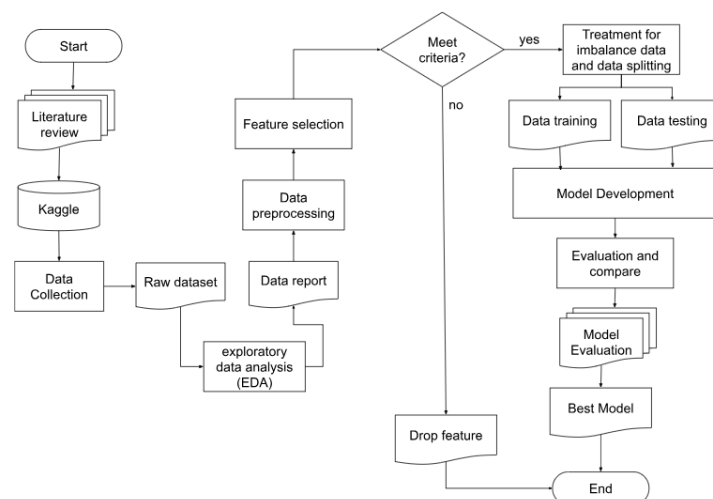 Start
Literature
review
Kaggle
Data
Collection
Raw dataset
exploratory
data analysis
(EDA)
Data report
Data
preprocessing
Feature selection
Meet
criteria?
yes
no
Drop feature
Treatment for
imbalance data
and data splitting
Data training
Data testing
Model Development
Evaluation and
compare
Model
Evaluation
Best Model
End